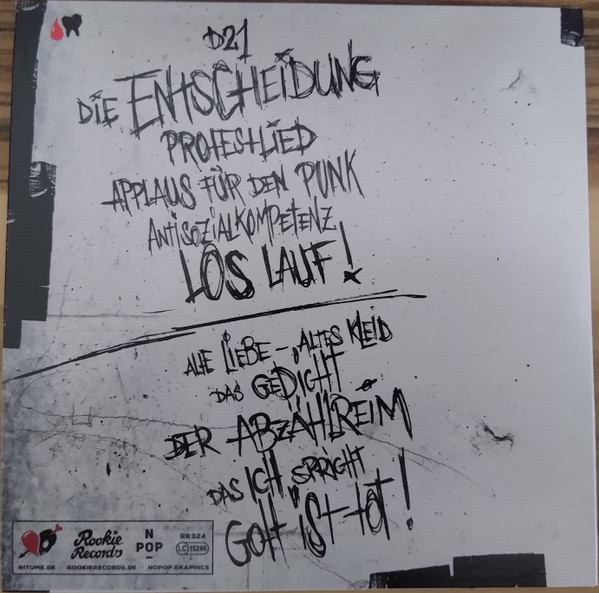 D21
DIE ENTSCHEIDUNG
PROTESTLIED
APPLAUS FÜR DEN PUNK
ANTISOZIALKOMPETENZ
LOS LAUF!
ALTE LIEBE - ALTES KLEID
DAS GEDICHT
DER ABZÄHLREIM
DAS ICH SPRICHT
GOTT IST TOT!
Rookie Records
N POP
RR324
LC 15296
BITUME.DE · ROOKIERECORDS.DE · NOPOP.GRAPHICS